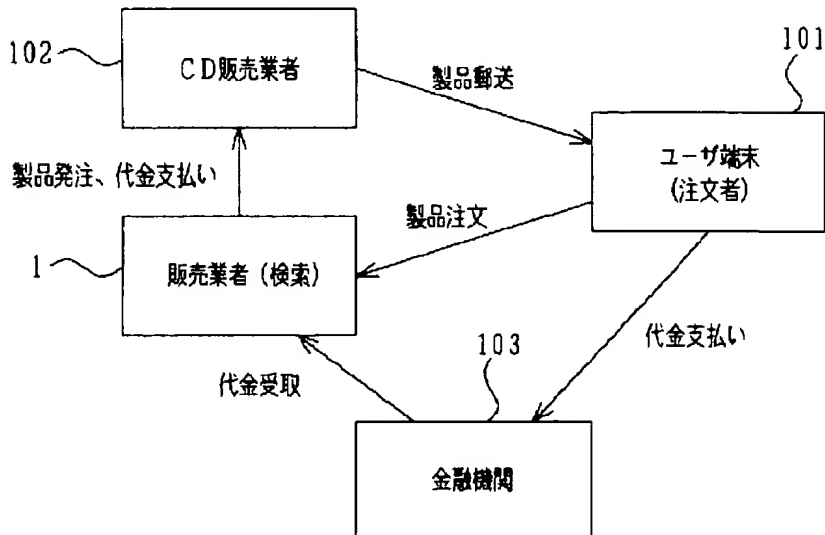 102
CD販売業者
101
製品郵送
ユーザ端末
(注文者)
製品発注、代金支払い
製品注文
1
販売業者(検索)
103
代金支払い
代金受取
金融機関